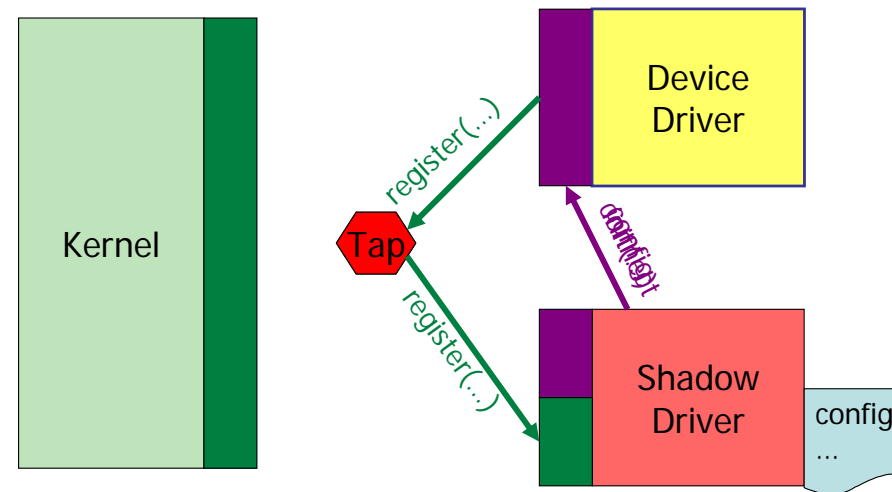 Kernel
register(...)
Tap
register(...)
Device
Driver
Shadow
Driver
config
...